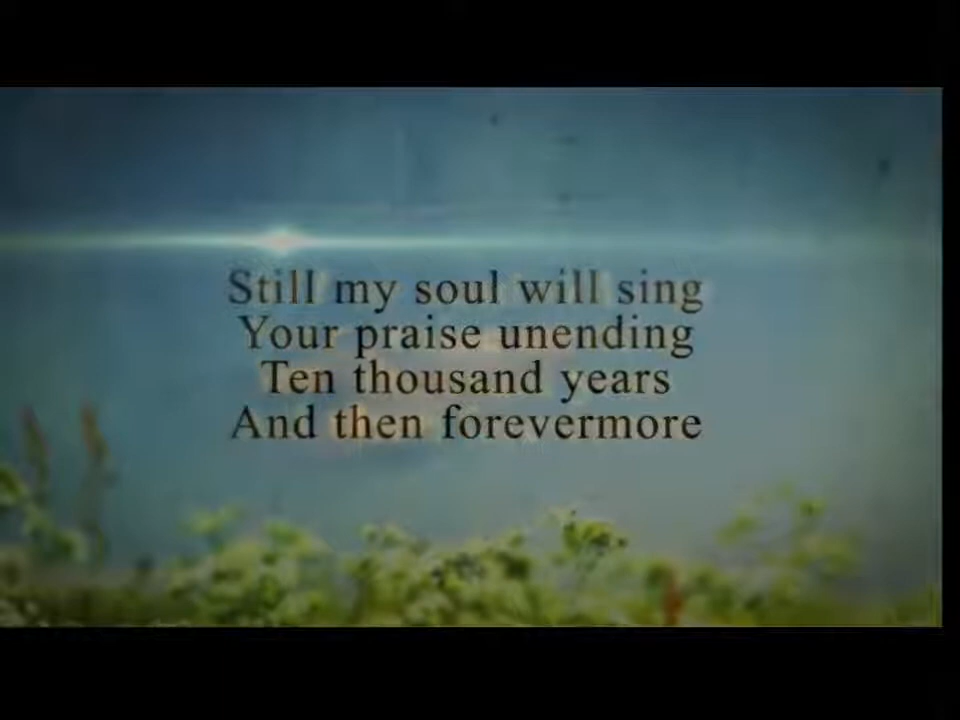 Still my soul will sing
Your praise unending
Ten thousand years
And then forevermore